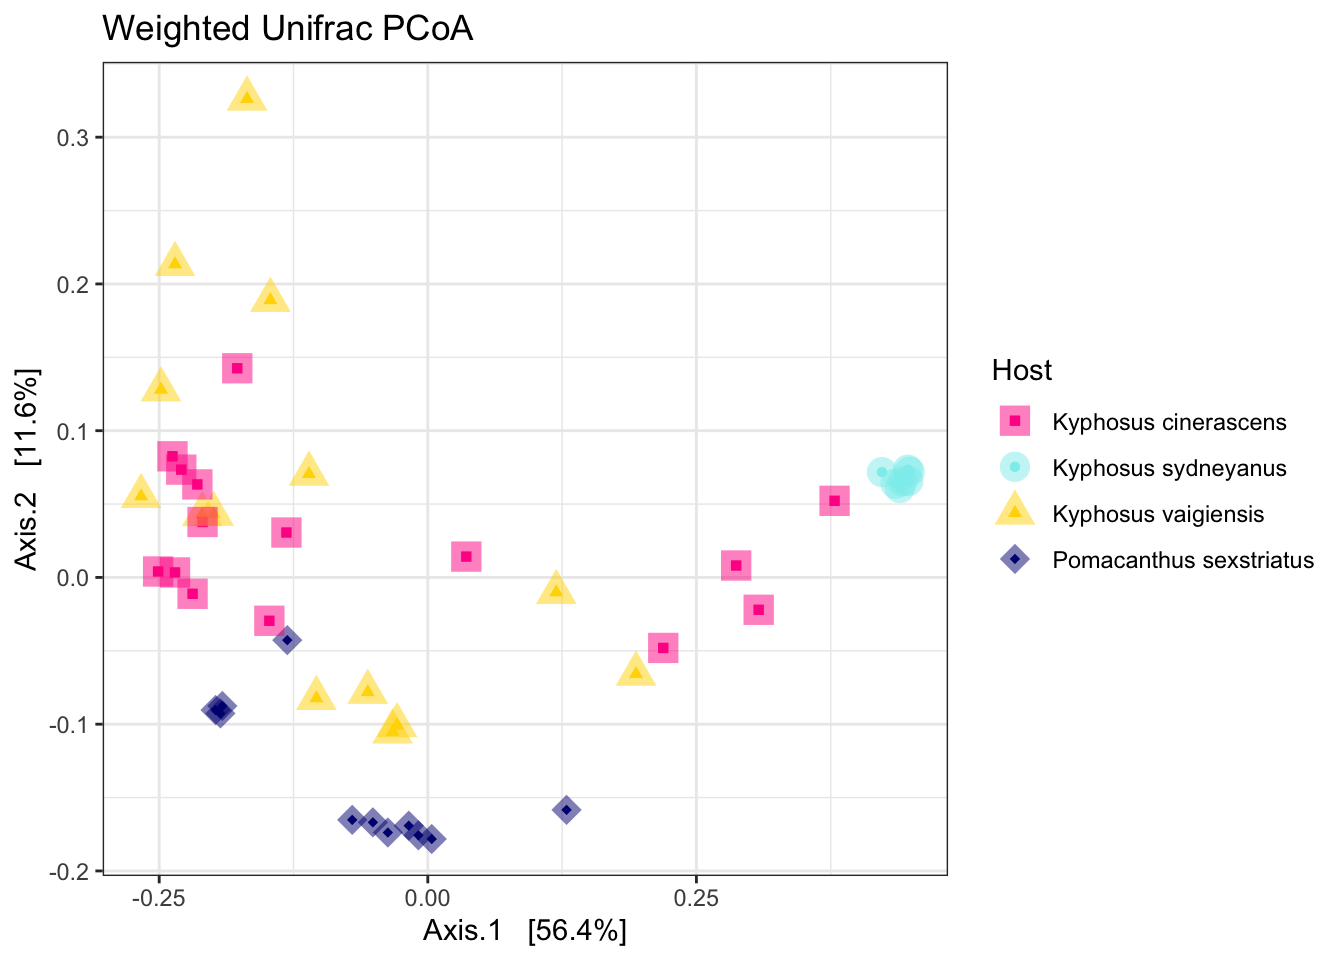 Weighted Unifrac PCoA
0.3
0.2
0.1
0.0
-0.1
-0.2
Axis.2 [11.6%]
-0.25
0.00
0.25
Axis.1 [56.4%]
Host
Kyphosus cinerascens
Kyphosus sydneyanus
Kyphosus vaigiensis
Pomacanthus sexstriatus